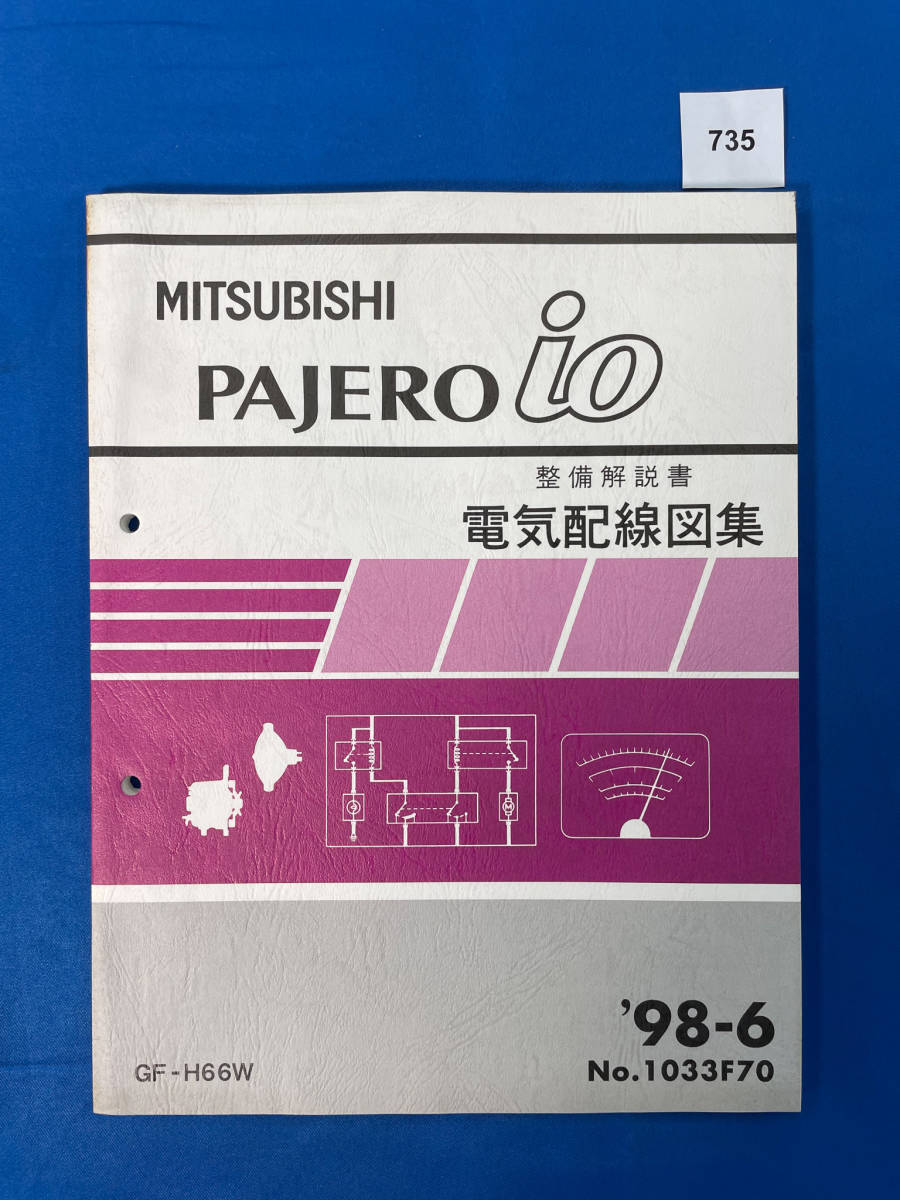 735
MITSUBISHI
PAJERO io
整備解説書
電気配線図集
M
'98-6
GF-H66W
No.1033F70